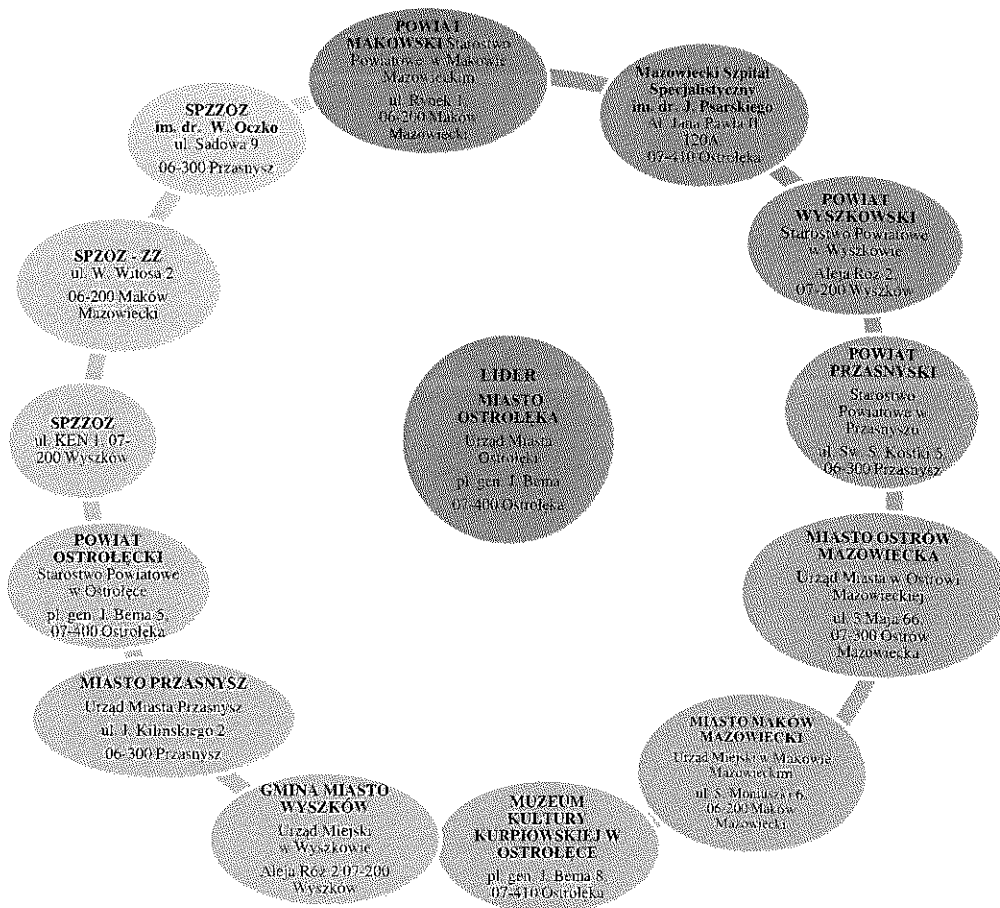 POWIAT
MAKOWSKI Starostwo
Powiatowe w Makowie
Mazowieckim
ul. Rynek 1
06-200 Maków
Mazowiecki
Mazowiecki Szpital
Specjalistyczny
im. dr. J. Psarskiego
Al. Jana Pawła II
120A
07-410 Ostrołęka
POWIAT
WYSZKOWSKI
Starostwo Powiatowe
w Wyszkowie
Aleja Róż 2
07-200 Wyszków
POWIAT
PRZASNYSKI
Starostwo
Powiatowe w
Przasnyszu
ul. Św. S. Kostki 5,
06-300 Przasnysz
MIASTO OSTRÓW
MAZOWIECKA
Urząd Miasta w Ostrowi
Mazowieckiej
ul. 3 Maja 66,
07-300 Ostrów
Mazowiecka
MIASTO MAKÓW
MAZOWIECKI
Urząd Miejski w Makowie
Mazowieckim
ul. S. Moniuszki 6,
06-200 Maków
Mazowiecki
MUZEUM
KULTURY
KURPIOWSKIEJ W
OSTROŁĘCE
pl. gen. J. Bema 8,
07-410 Ostrołęka
GMINA MIASTO
WYSZKÓW
Urząd Miejski
w Wyszkowie
Aleja Róż 2 07-200
Wyszków
MIASTO PRZASNYSZ
Urząd Miasta Przasnysz
ul. J. Kilińskiego 2
06-300 Przasnysz
POWIAT
OSTROŁĘCKI
Starostwo Powiatowe
w Ostrołęce
pl. gen. J. Bema 5,
07-400 Ostrołęka
SPZZOZ
ul. KEN 1, 07-
200 Wyszków
SPZOZ - ZZ
ul. W. Witosa 2
06-200 Maków
Mazowiecki
SPZZOZ
im. dr. W. Oczko
ul. Sadowa 9
06-300 Przasnysz
LIDER
MIASTO
OSTROŁĘKA
Urząd Miasta
Ostrołęki
pl. gen. J. Bema
07-400 Ostrołęka